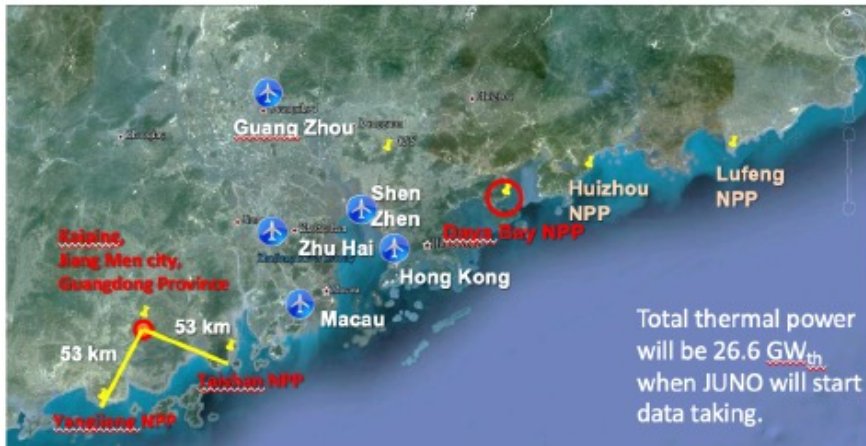 Guang Zhou
Shen
Zhen
Zhu Hai
Hong Kong
Macau
Daya Bay NPP
Huizhou
NPP
Lufeng
NPP
Kaiping,
Jiang Men city,
Guangdong Province
53 km
53 km
Taishan NPP
Yangjiang NPP
Total thermal power
will be 26.6 GWth
when JUNO will start
data taking.